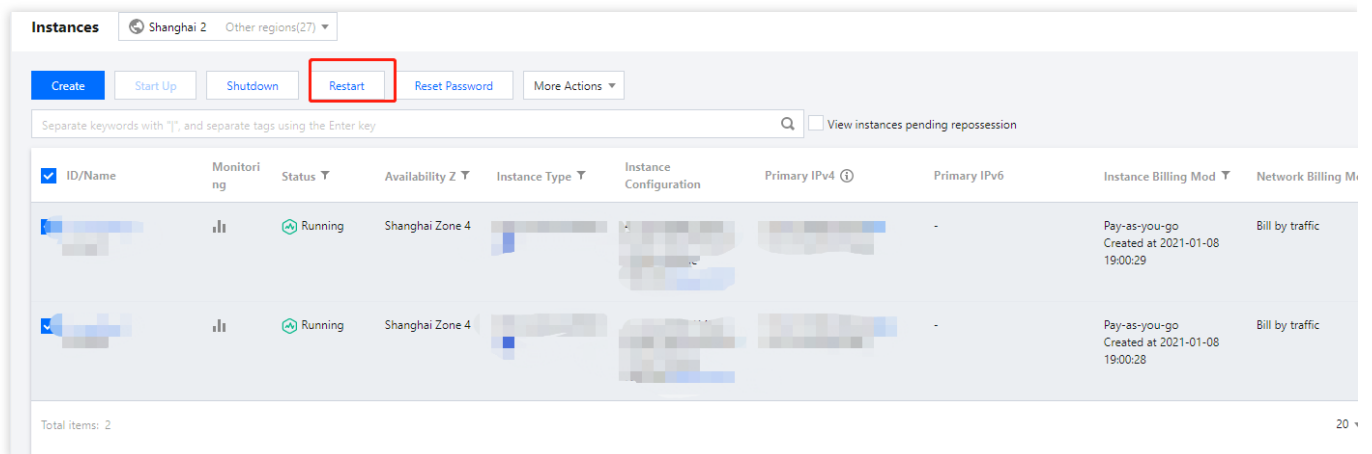 Instances Shanghai 2 Other regions(27)
Create Start Up Shutdown Restart Reset Password More Actions
Separate keywords with "|", and separate tags using the Enter key View instances pending repossession
ID/Name Monitori Status Availability Z Instance Type Instance Primary IPv4 Primary IPv6 Instance Billing Mod Network Billing Mo
ng Configuration
Running Shanghai Zone 4 - Pay-as-you-go Bill by traffic
Created at 2021-01-08
19:00:29
Running Shanghai Zone 4 - Pay-as-you-go Bill by traffic
Created at 2021-01-08
19:00:28
Total items: 2 20